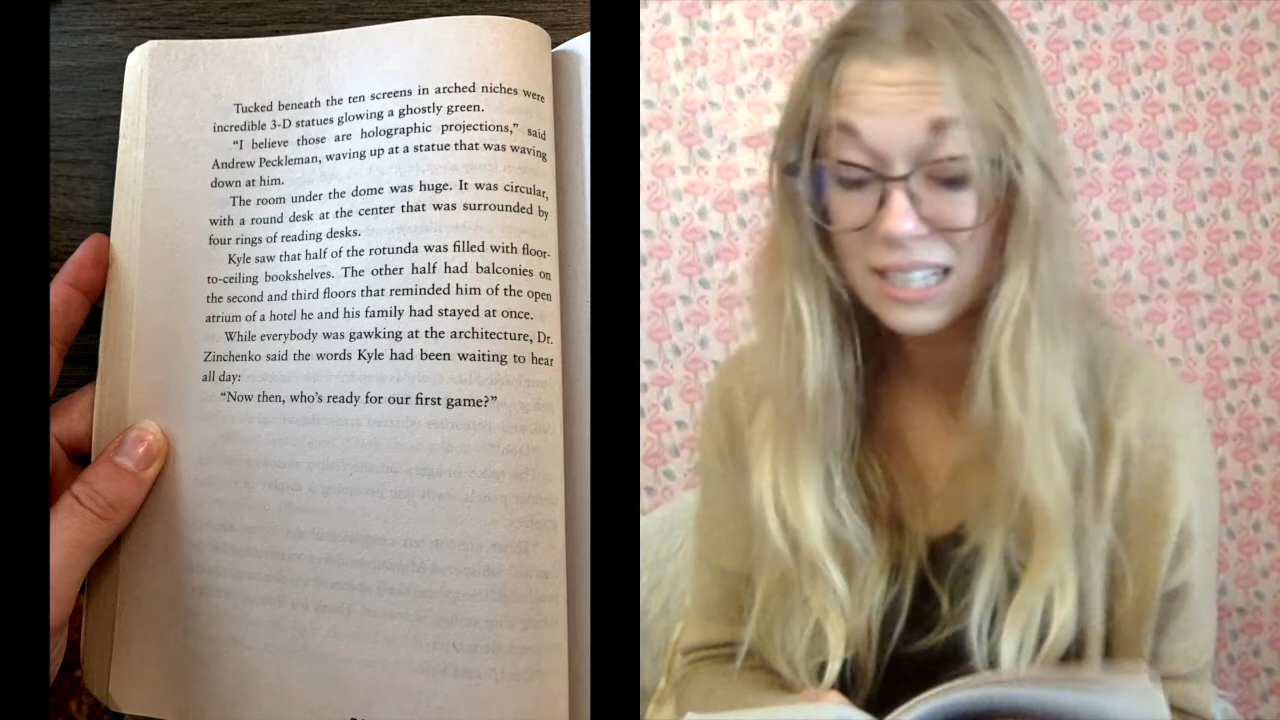 Tucked beneath the ten screens in arched niches were
incredible 3-D statues glowing a ghostly green.
“I believe those are holographic projections,” said
Andrew Peckleman, waving up at a statue that was waving
down at him.
The room under the dome was huge. It was circular,
with a round desk at the center that was surrounded by
four rings of reading desks.
Kyle saw that half of the rotunda was filled with floor-
to-ceiling bookshelves. The other half had balconies on
the second and third floors that reminded him of the open
atrium of a hotel he and his family had stayed at once.
While everybody was gawking at the architecture, Dr.
Zinchenko said the words Kyle had been waiting to hear
all day:
“Now then, who’s ready for our first game?”